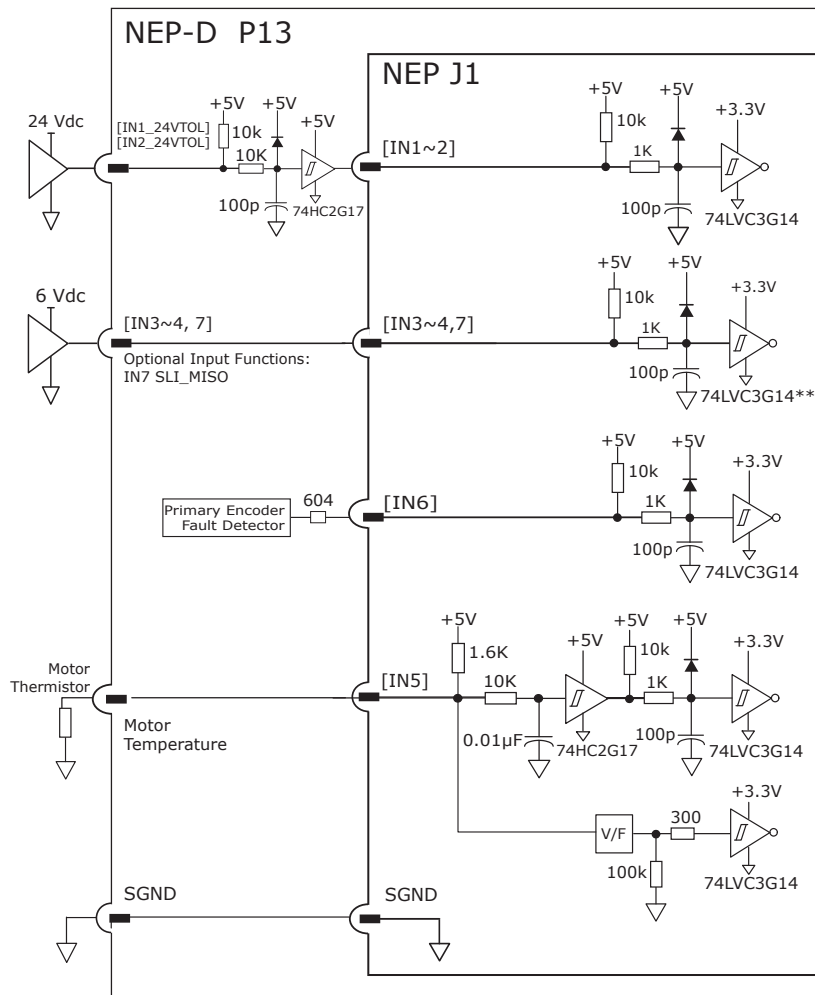 NEP-D P13
NEP J1
24 Vdc
[IN1_24VTOL]
[IN2_24VTOL]
+5V
10k
10K
+5V
+5V
100p
74HC2G17
[IN1~2]
+5V
10k
1K
+5V
100p
+3.3V
74LVC3G14
6 Vdc
[IN3~4, 7]
Optional Input Functions:
IN7 SLI_MISO
[IN3~4,7]
+5V
10k
1K
+5V
100p
+3.3V
74LVC3G14**
Primary Encoder
Fault Detector
604
[IN6]
+5V
10k
1K
+5V
100p
+3.3V
74LVC3G14
Motor
Thermistor
Motor
Temperature
[IN5]
+5V
1.6K
10K
0.01µF
+5V
74HC2G17
+5V
10k
1K
+5V
100p
+3.3V
74LVC3G14
V/F
100k
300
+3.3V
74LVC3G14
SGND
SGND